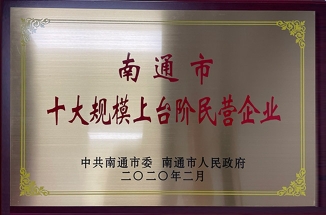 南通市
十大规模上台阶民营企业
中共南通市委 南通市人民政府
二〇二〇年二月